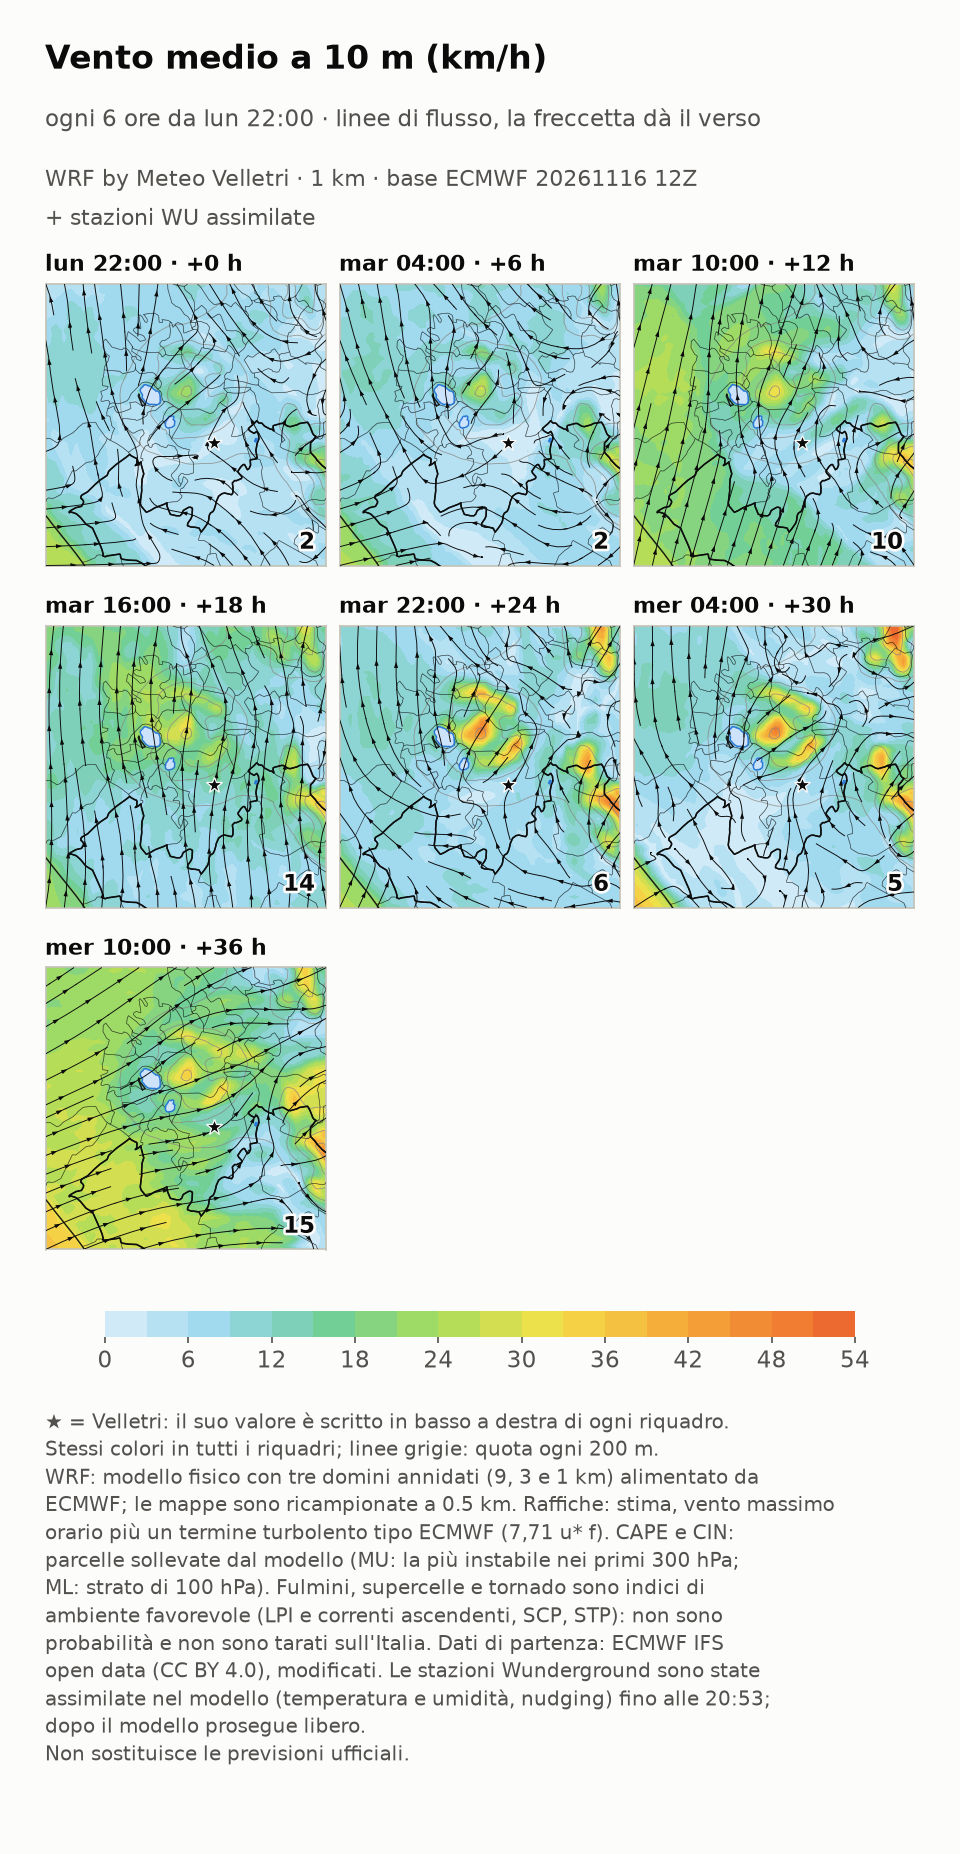 Vento medio a 10 m (km/h)
ogni 6 ore da lun 22:00 · linee di flusso, la freccetta dà il verso
WRF by Meteo Velletri · 1 km · base ECMWF 20261116 12Z
+ stazioni WU assimilate
lun 22:00 · +0 h
mar 04:00 · +6 h
mar 10:00 · +12 h
2
2
10
mar 16:00 · +18 h
mar 22:00 · +24 h
mer 04:00 · +30 h
14
6
5
mer 10:00 · +36 h
15
0 6 12 18 24 30 36 42 48 54
★ = Velletri: il suo valore è scritto in basso a destra di ogni riquadro.
Stessi colori in tutti i riquadri; linee grigie: quota ogni 200 m.
WRF: modello fisico con tre domini annidati (9, 3 e 1 km) alimentato da
ECMWF; le mappe sono ricampionate a 0.5 km. Raffiche: stima, vento massimo
orario più un termine turbolento tipo ECMWF (7,71 u* f). CAPE e CIN:
parcelle sollevate dal modello (MU: la più instabile nei primi 300 hPa;
ML: strato di 100 hPa). Fulmini, supercelle e tornado sono indici di
ambiente favorevole (LPI e correnti ascendenti, SCP, STP): non sono
probabilità e non sono tarati sull'Italia. Dati di partenza: ECMWF IFS
open data (CC BY 4.0), modificati. Le stazioni Wunderground sono state
assimilate nel modello (temperatura e umidità, nudging) fino alle 20:53;
dopo il modello prosegue libero.
Non sostituisce le previsioni ufficiali.